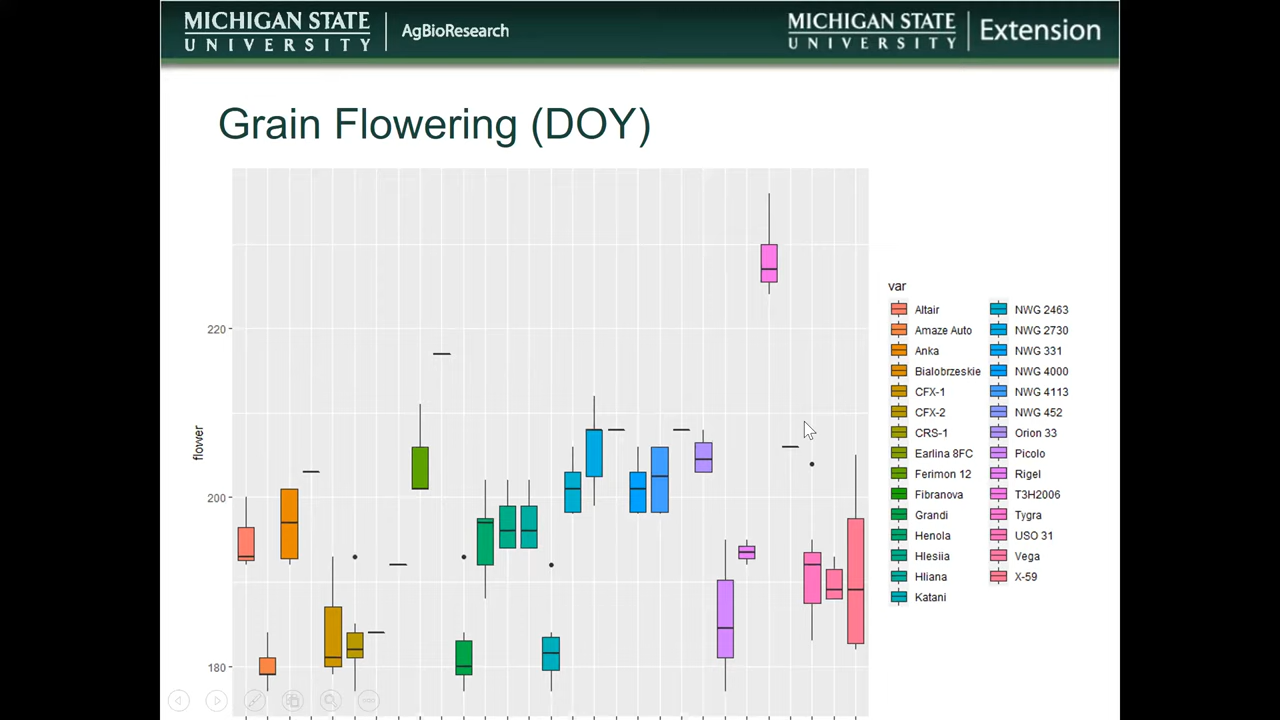 MICHIGAN STATE
UNIVERSITY
AgBioResearch
MICHIGAN STATE
UNIVERSITY
Extension
Grain Flowering (DOY)
220
200
180
flover
var
Altair
Amaze Auto
Anka
Bialobrzeskie
CFX-1
CFX-2
CRS-1
Earlina 8FC
Ferimon 12
Fibranova
Grandi
Henola
Hlesiia
Hliana
Katani
NWG 2463
NWG 2730
NWG 331
NWG 4000
NWG 4113
NWG 452
Orion 33
Picolo
Rigel
T3H2006
Tygra
USO 31
Vega
X-59